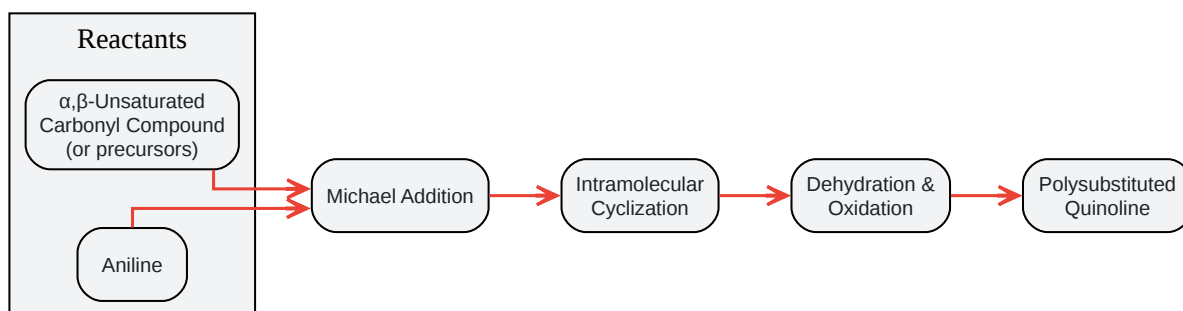 Reactants
α,β-Unsaturated
Carbonyl Compound
(or precursors)
Aniline
Michael Addition
Intramolecular
Cyclization
Dehydration &
Oxidation
Polysubstituted
Quinoline